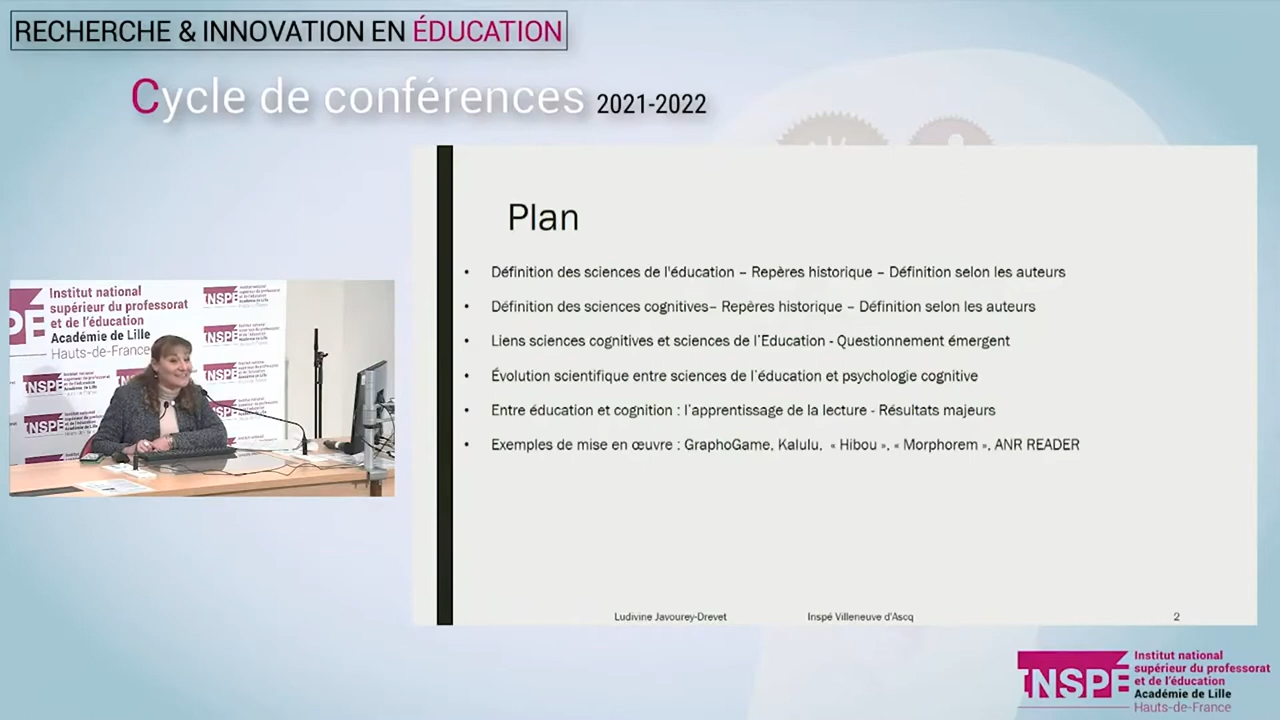 RECHERCHE & INNOVATION EN ÉDUCATION
Cycle de conférences 2021-2022
Plan
• Définition des sciences de l'éducation – Repères historique – Définition selon les auteurs
• Définition des sciences cognitives– Repères historique – Définition selon les auteurs
• Liens sciences cognitives et sciences de l'Education - Questionnement émergent
• Évolution scientifique entre sciences de l'éducation et psychologie cognitive
• Entre éducation et cognition : l'apprentissage de la lecture - Résultats majeurs
• Exemples de mise en œuvre : GraphoGame, Kalulu, « Hibou », « Morphorem », ANR READER
Ludivine Javourey-Drevet
Inspé Villeneuve d'Ascq
2
Institut national
supérieur du professorat
et de l'éducation
Académie de Lille
Hauts-de-France
INSPÉ
INSPÉ
INSPÉ
INSPÉ
INSPÉ
INSPÉ
Institut national
supérieur du professorat
et de l'éducation
Académie de Lille
Hauts-de-France